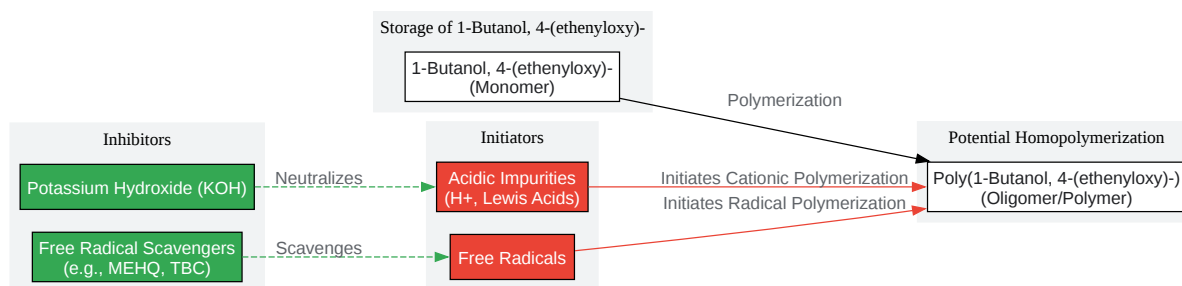 Storage of 1-Butanol, 4-(ethenyloxy)-
1-Butanol, 4-(ethenyloxy)-
(Monomer)
Polymerization
Inhibitors
Initiators
Potential Homopolymerization
Potassium Hydroxide (KOH)
Neutralizes
Acidic Impurities
(H+, Lewis Acids)
Initiates Cationic Polymerization
Initiates Radical Polymerization
Poly(1-Butanol, 4-(ethenyloxy)-)
(Oligomer/Polymer)
Free Radical Scavengers
(e.g., MEHQ, TBC)
Scavenges
Free Radicals